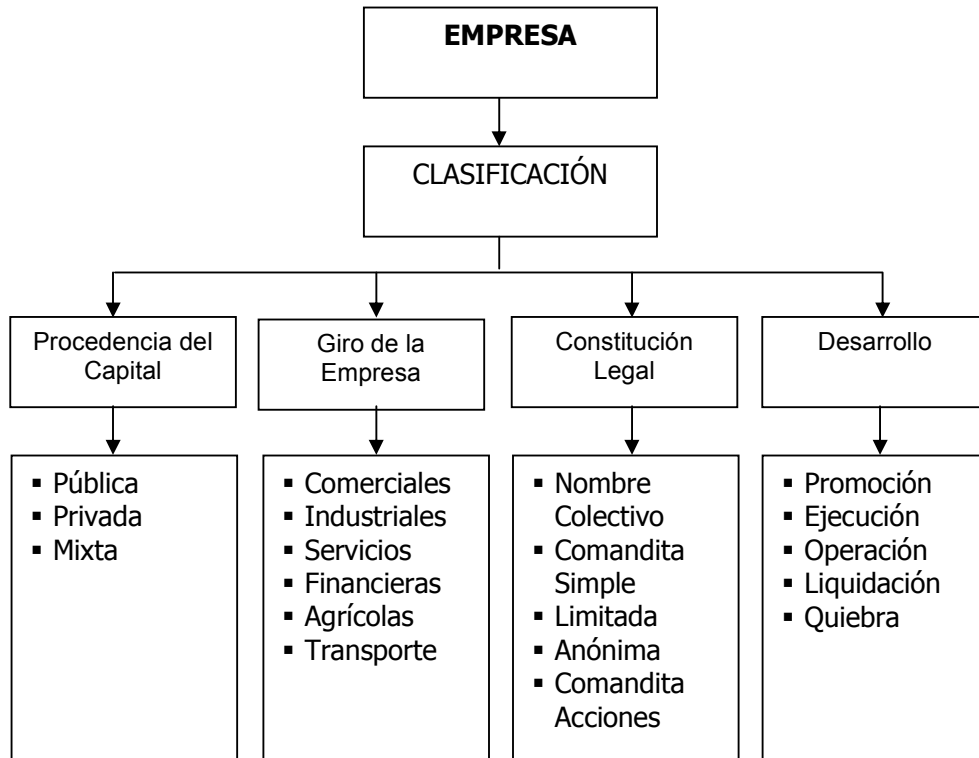 EMPRESA
CLASIFICACIÓN
Procedencia del
Capital
Giro de la
Empresa
Constitución
Legal
Desarrollo
▪ Pública
▪ Privada
▪ Mixta
▪ Comerciales
▪ Industriales
▪ Servicios
▪ Financieras
▪ Agrícolas
▪ Transporte
▪ Nombre
Colectivo
▪ Comandita
Simple
▪ Limitada
▪ Anónima
▪ Comandita
Acciones
▪ Promoción
▪ Ejecución
▪ Operación
▪ Liquidación
▪ Quiebra